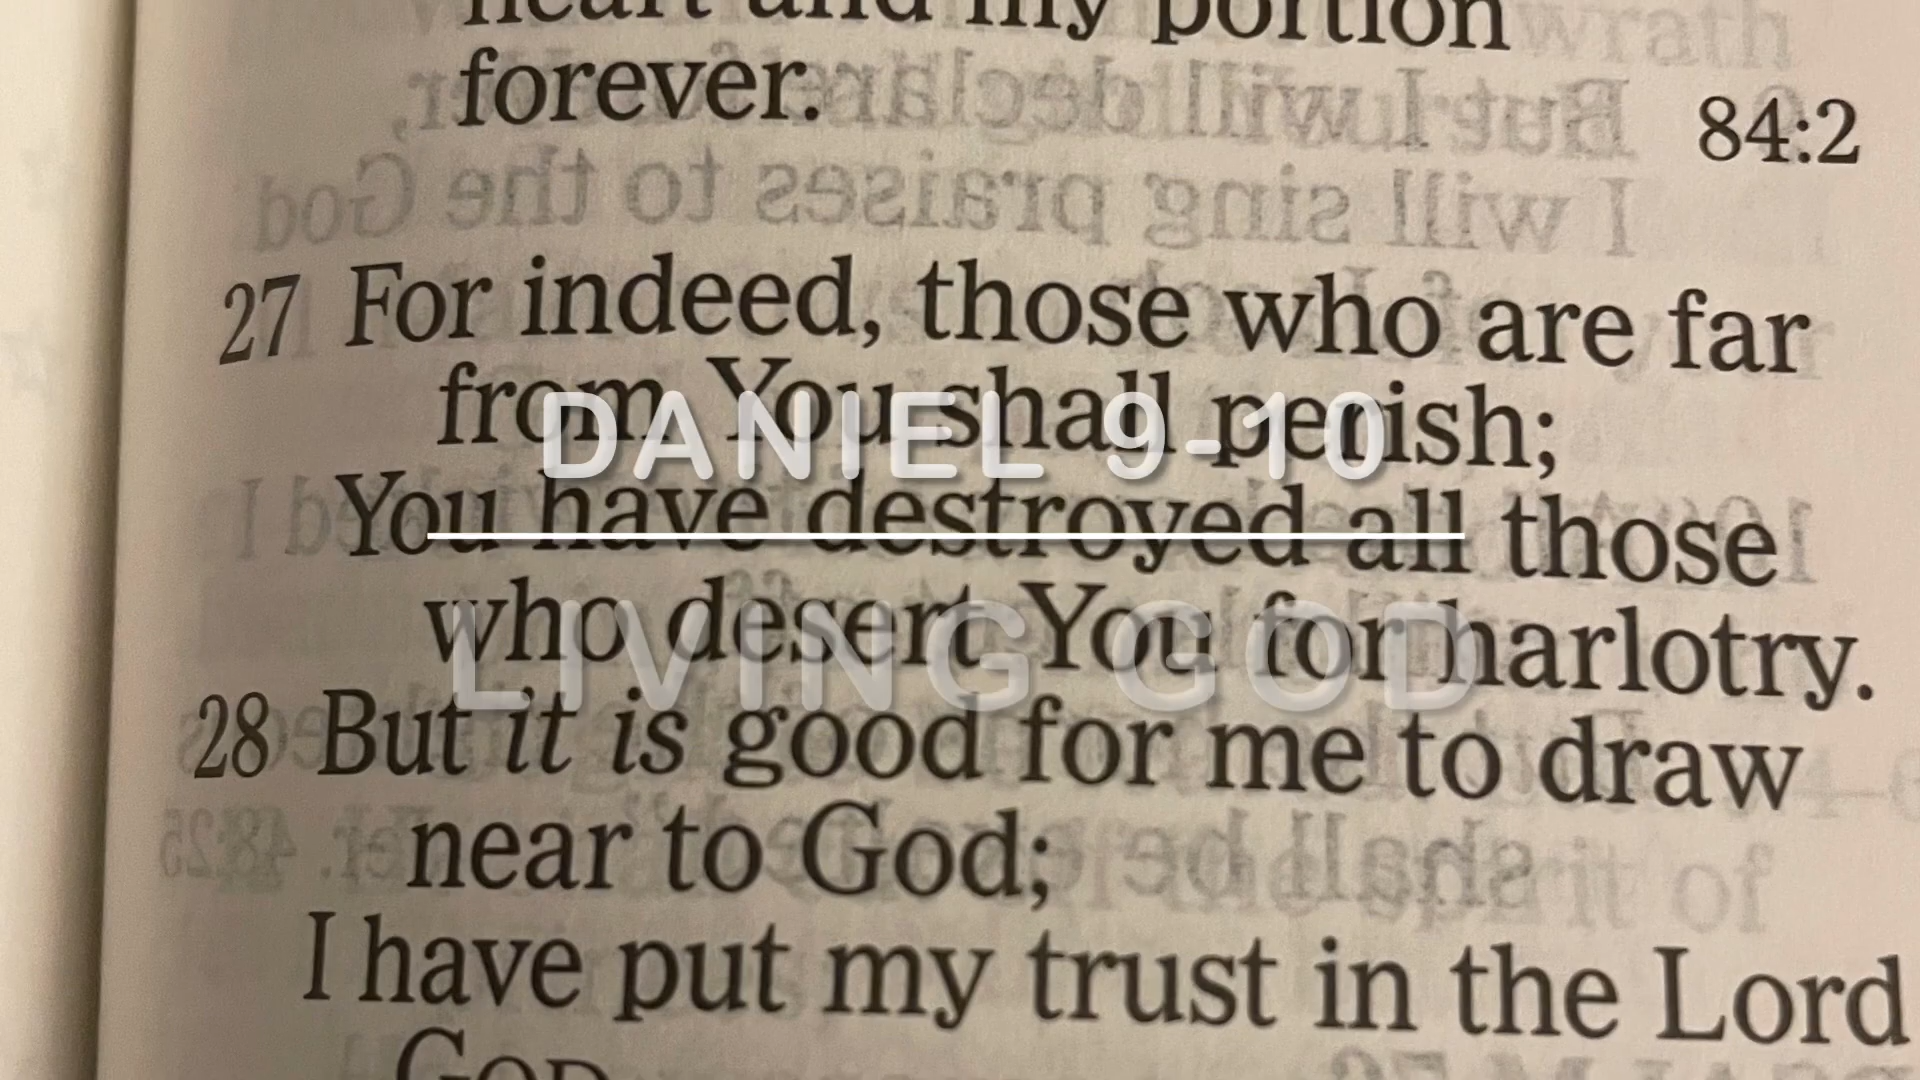 heart and my portion
forever.
84:2
27 For indeed, those who are far
from You shall perish;
DANIEL 9-10
You have destroyed all those
who desert You for harlotry.
LIVING GOD
28 But it is good for me to draw
near to God;
I have put my trust in the Lord
GOD